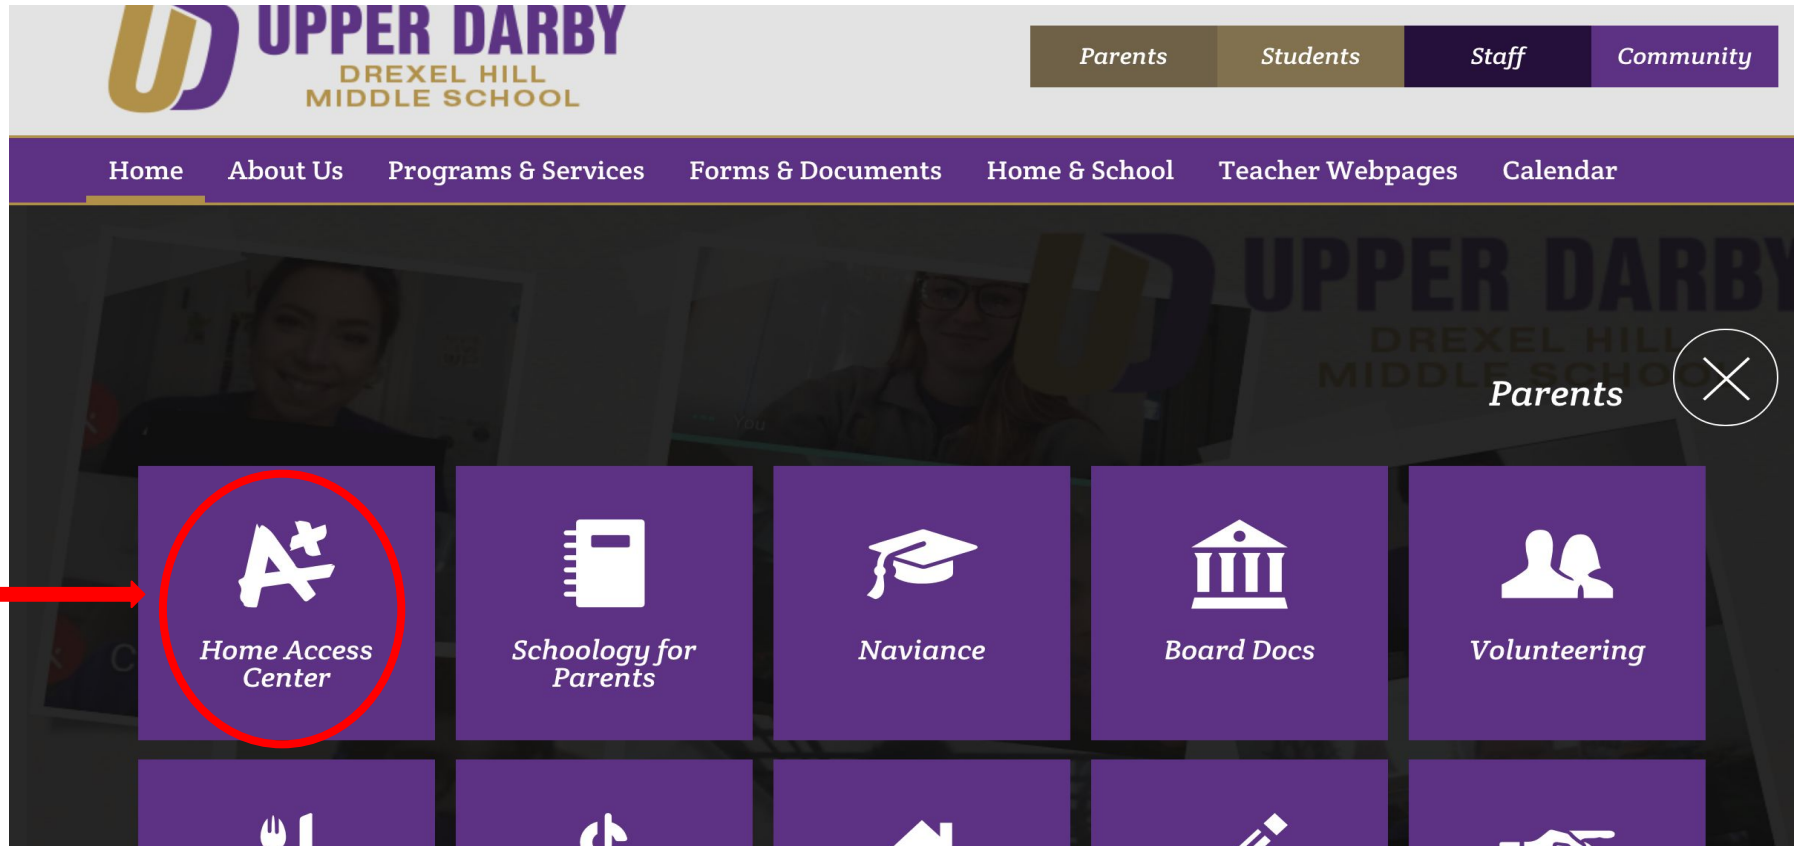 UPPER DARBY
DREXEL HILL
MIDDLE SCHOOL
Parents
Students
Staff
Community
Home
About Us
Programs & Services
Forms & Documents
Home & School
Teacher Webpages
Calendar
UPPER DARBY
DREXEL HILL
MIDDLE SCHOOL
You
Parents
A+
Home Access
Center
Schoology for
Parents
Naviance
Board Docs
Volunteering